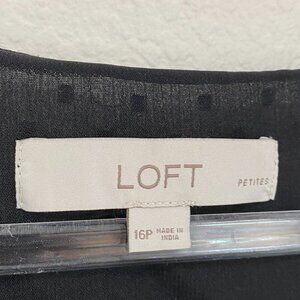 LOFT
PETITES
16P
MADE IN
INDIA